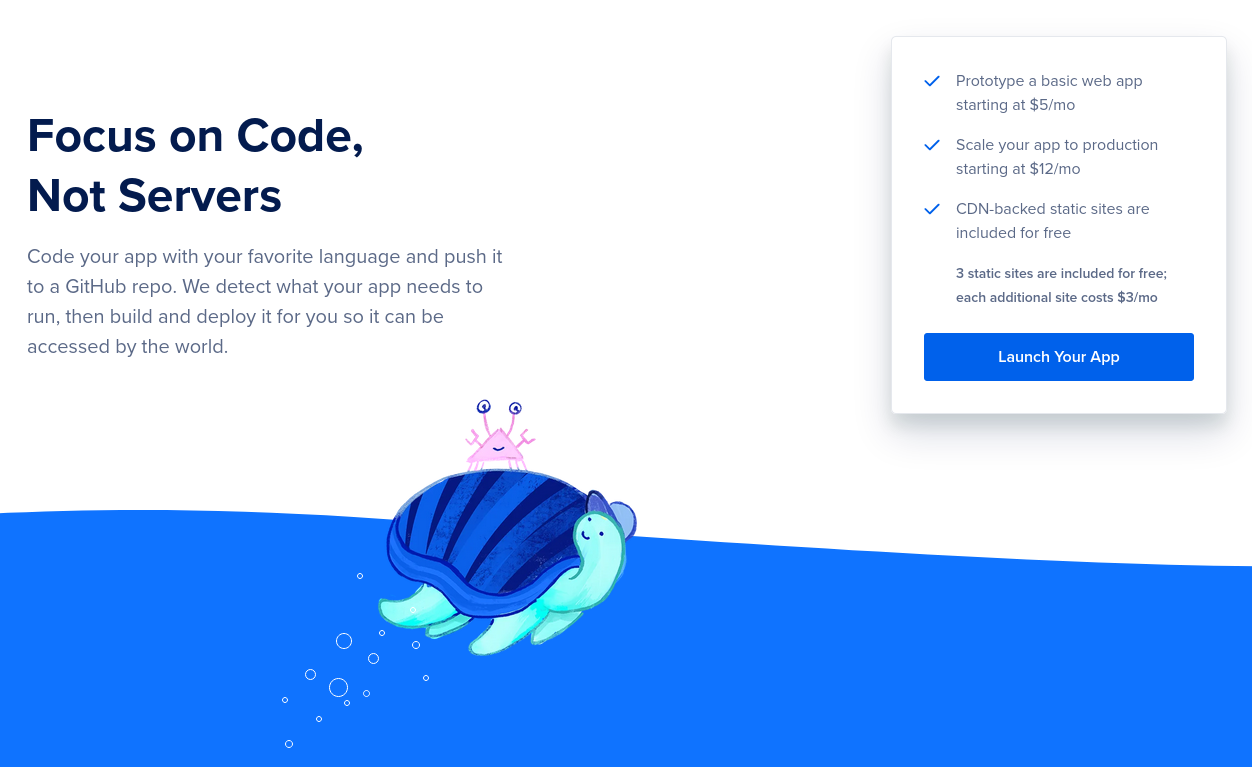 Focus on Code,
Not Servers
Code your app with your favorite language and push it
to a GitHub repo. We detect what your app needs to
run, then build and deploy it for you so it can be
accessed by the world.
Prototype a basic web app
starting at $5/mo
Scale your app to production
starting at $12/mo
CDN-backed static sites are
included for free
3 static sites are included for free;
each additional site costs $3/mo
Launch Your App